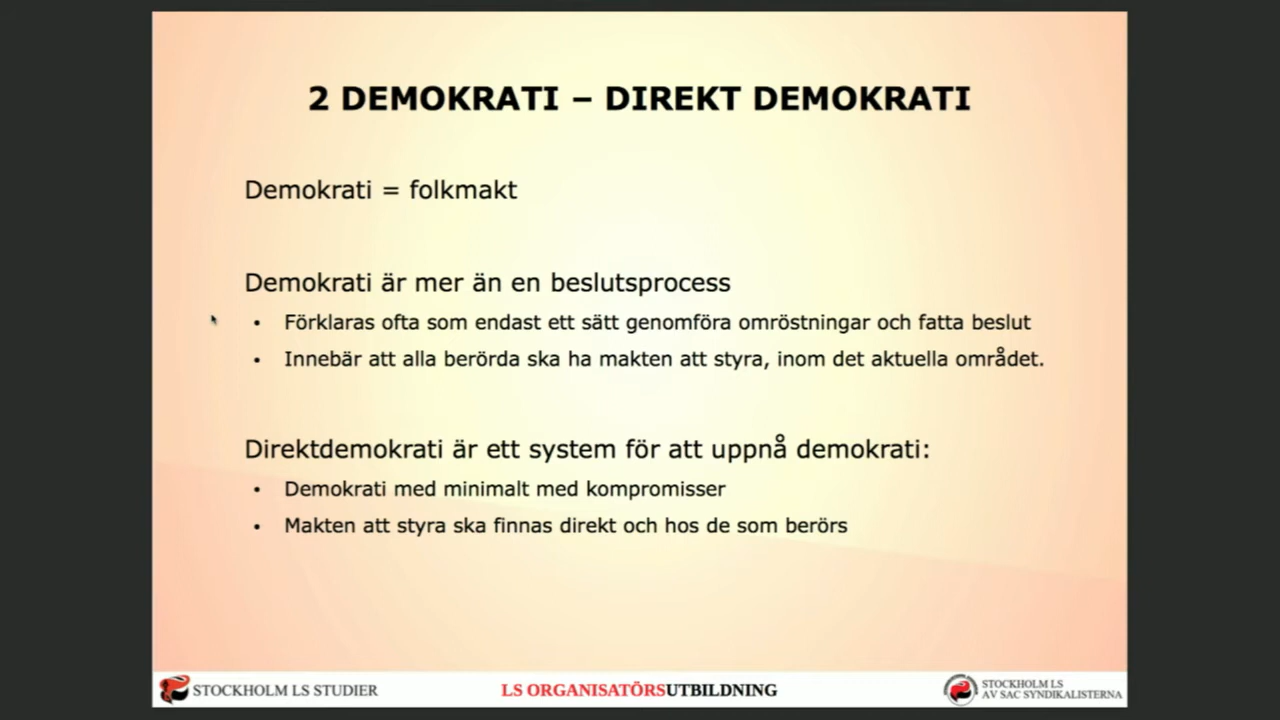 2 DEMOKRATI – DIREKT DEMOKRATI
Demokrati = folkmakt
Demokrati är mer än en beslutsprocess
• Förklaras ofta som endast ett sätt genomföra omröstningar och fatta beslut
• Innebär att alla berörda ska ha makten att styra, inom det aktuella området.
Direktdemokrati är ett system för att uppnå demokrati:
• Demokrati med minimalt med kompromisser
• Makten att styra ska finnas direkt och hos de som berörs
STOCKHOLM LS STUDIER
LS ORGANISATÖRSUTBILDNING
STOCKHOLM LS
AV SAC SYNDIKALISTERNA